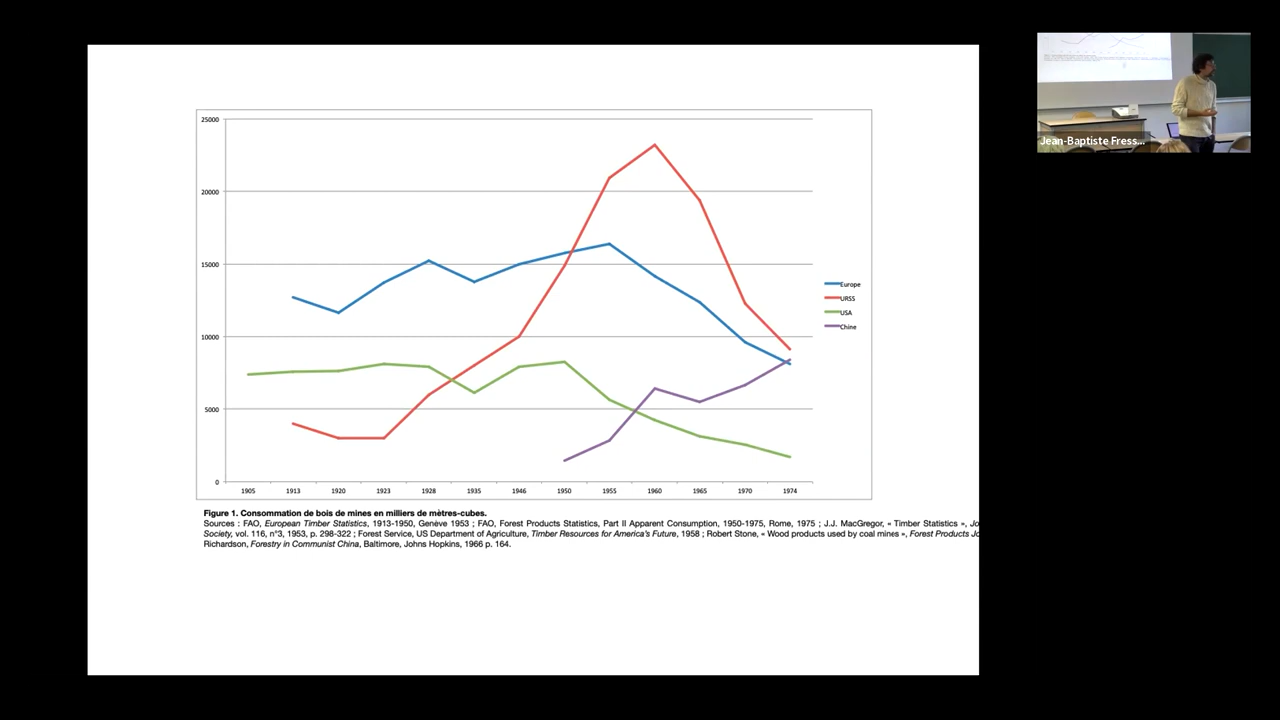 25000
20000
15000
10000
5000
0
1905 1913 1920 1923 1928 1935 1946 1950 1955 1960 1965 1970 1974
Europe
URSS
USA
Chine
Figure 1. Consommation de bois de mines en milliers de mètres-cubes.
Sources : FAO, European Timber Statistics, 1913-1950, Genève 1953 ; FAO, Forest Products Statistics, Part II Apparent Consumption, 1950-1975, Rome, 1975 ; J.J. MacGregor, « Timber Statistics », Jo
Society, vol. 116, n°3, 1953, p. 298-322 ; Forest Service, US Department of Agriculture, Timber Resources for America's Future, 1958 ; Robert Stone, « Wood products used by coal mines », Forest Products Jo
Richardson, Forestry in Communist China, Baltimore, Johns Hopkins, 1966 p. 164.
Jean-Baptiste Fress...